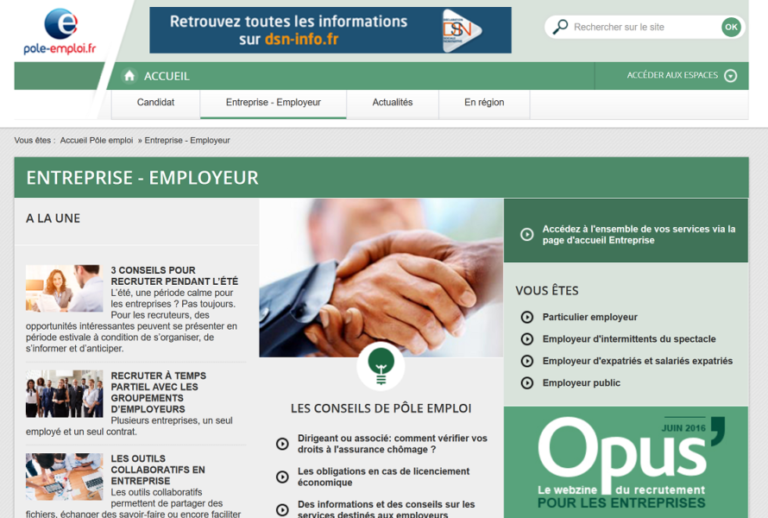 pole-emploi.fr
Retrouvez toutes les informations
sur dsn-info.fr
DSN
Rechercher sur le site
OK
ACCUEIL
ACCÉDER AUX ESPACES
Candidat
Entreprise - Employeur
Actualités
En région
Vous êtes : Accueil Pôle emploi » Entreprise - Employeur
ENTREPRISE - EMPLOYEUR
A LA UNE
3 CONSEILS POUR
RECRUTER PENDANT L'ÉTÉ
L'été, une période calme pour
les entreprises ? Pas toujours.
Pour les recruteurs, des
opportunités intéressantes peuvent se présenter en
période estivale à condition de s'organiser, de
s'informer et d'anticiper.
RECRUTER À TEMPS
PARTIEL AVEC LES
GROUPEMENTS
D'EMPLOYEURS
Plusieurs entreprises, un seul
employé et un seul contrat.
LES OUTILS
COLLABORATIFS EN
ENTREPRISE
Les outils collaboratifs
permettent de partager des
fichiers, échanger des savoir-faire ou encore faciliter
LES CONSEILS DE PÔLE EMPLOI
Dirigeant ou associé: comment vérifier vos
droits à l'assurance chômage ?
Les obligations en cas de licenciement
économique
Des informations et des conseils sur les
services destinés aux employeurs
Accédez à l'ensemble de vos services via la
page d'accueil Entreprise
VOUS ÊTES
Particulier employeur
Employeur d'intermittents du spectacle
Employeur d'expatriés et salariés expatriés
Employeur public
JUIN 2016
Opus'
Le webzine du recrutement
POUR LES ENTREPRISES